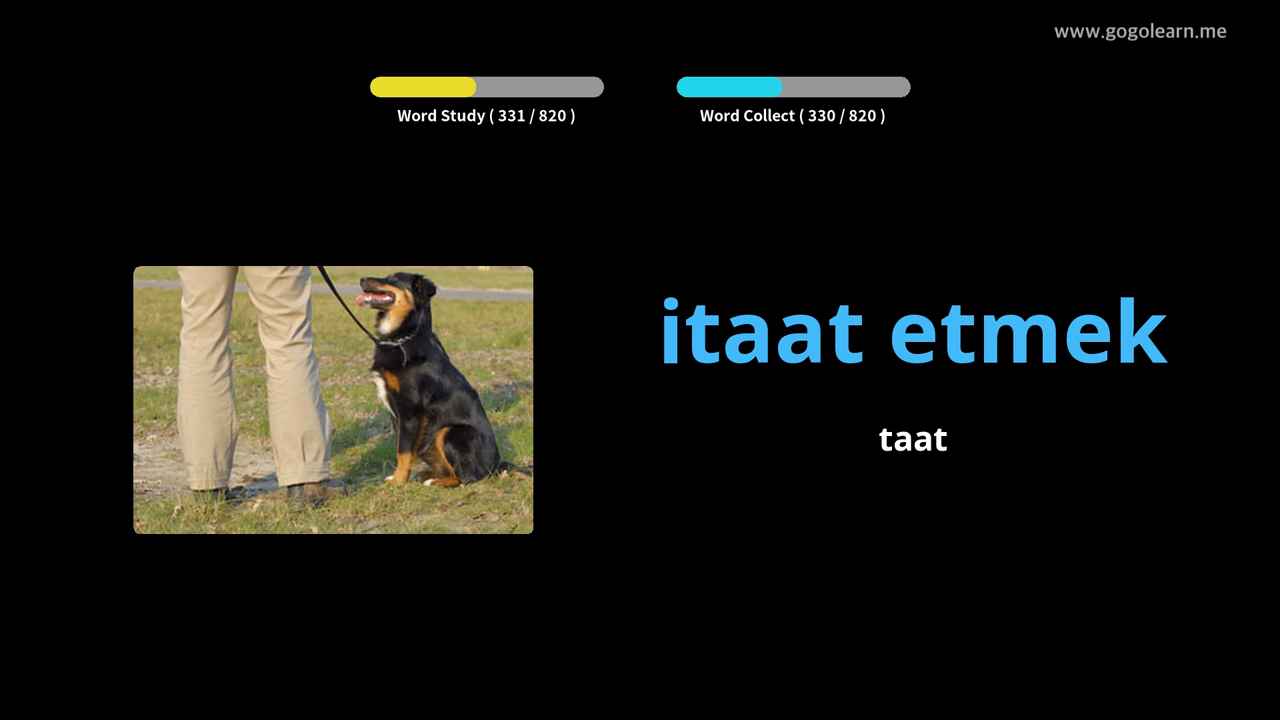 www.gogolearn.me
Word Study ( 331 / 820 )
Word Collect ( 330 / 820 )
itaat etmek
taat